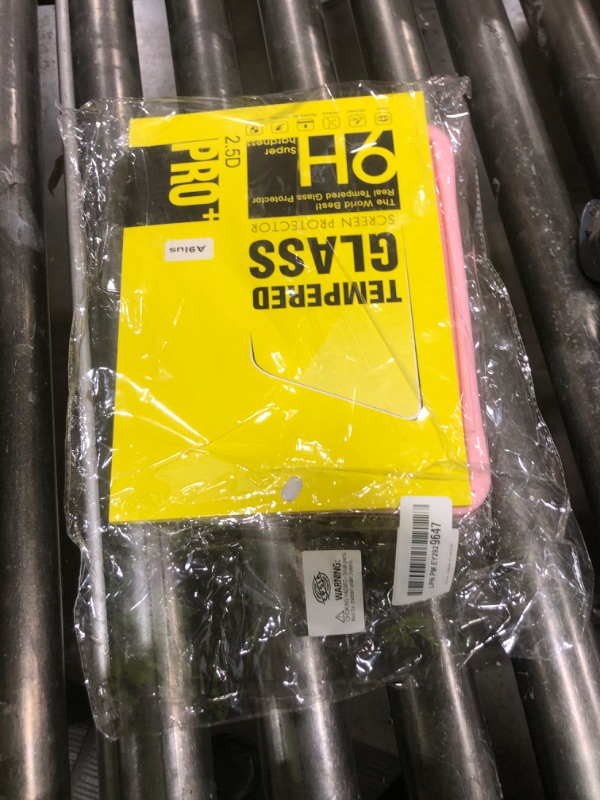 TEMPERED
GLASS
SCREEN PROTECTOR
The World Best!
Real Tempered Glass Protector
9H
Super
hardness
2.5D
PRO+
A9ius
WARNING:
9647